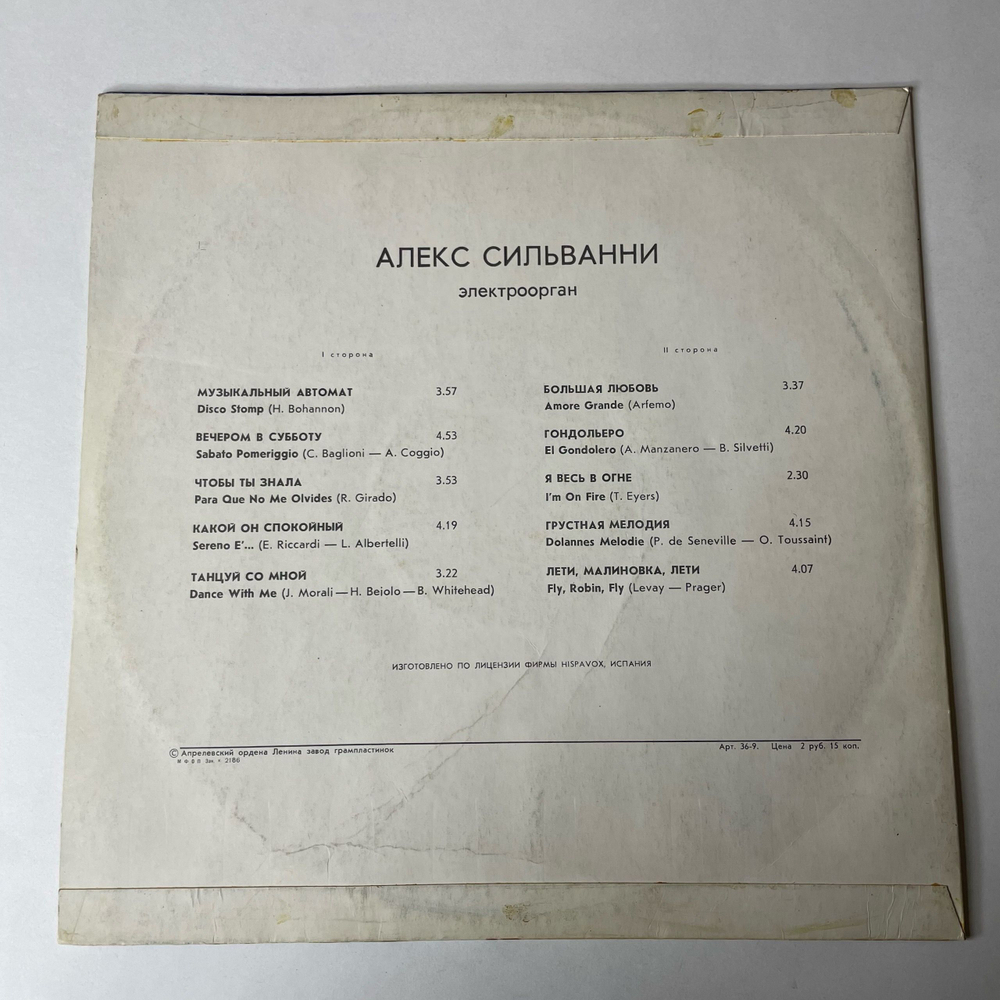 АЛЕКС СИЛЬВАННИ
электроорган
I сторона
МУЗЫКАЛЬНЫЙ АВТОМАТ 3.57
Disco Stomp (H. Bohannon)
ВЕЧЕРОМ В СУББОТУ 4.53
Sabato Pomeriggio (C. Baglioni — A. Coggio)
ЧТОБЫ ТЫ ЗНАЛА 3.53
Para Que No Me Olvides (R. Girado)
КАКОЙ ОН СПОКОЙНЫЙ 4.19
Sereno E'... (E. Riccardi — L. Albertelli)
ТАНЦУЙ СО МНОЙ 3.22
Dance With Me (J. Morali — H. Bejolo — B. Whitehead)
II сторона
БОЛЬШАЯ ЛЮБОВЬ 3.37
Amore Grande (Arfemo)
ГОНДОЛЬЕРО 4.20
El Gondolero (A. Manzanero — B. Silvetti)
Я ВЕСЬ В ОГНЕ 2.30
I'm On Fire (T. Eyers)
ГРУСТНАЯ МЕЛОДИЯ 4.15
Dolannes Melodie (P. de Seneville — O. Toussaint)
ЛЕТИ, МАЛИНОВКА, ЛЕТИ 4.07
Fly, Robin, Fly (Levay — Prager)
ИЗГОТОВЛЕНО ПО ЛИЦЕНЗИИ ФИРМЫ HISPAVOX, ИСПАНИЯ
© Апрелевский ордена Ленина завод грампластинок
Арт. 36-9. Цена 2 руб. 15 коп.
2186